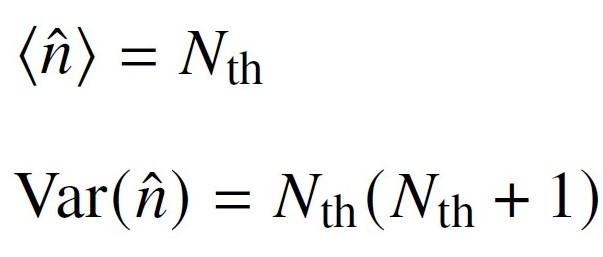 ⟨n̂⟩ = N_th
Var(n̂) = N_th(N_th + 1)